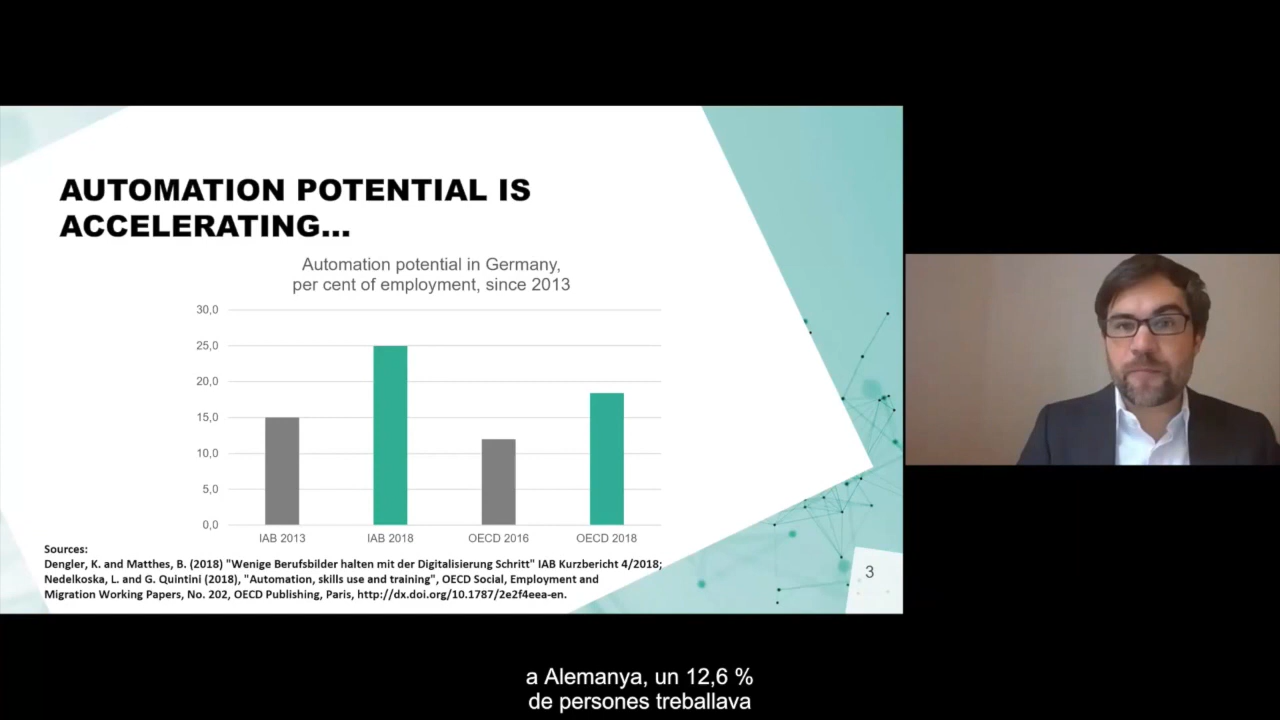 AUTOMATION POTENTIAL IS
ACCELERATING...
Automation potential in Germany,
per cent of employment, since 2013
30,0
25,0
20,0
15,0
10,0
5,0
0,0
IAB 2013
IAB 2018
OECD 2016
OECD 2018
Sources:
Dengler, K. and Matthes, B. (2018) "Wenige Berufsbilder halten mit der Digitalisierung Schritt" IAB Kurzbericht 4/2018;
Nedelkoska, L. and G. Quintini (2018), "Automation, skills use and training", OECD Social, Employment and
Migration Working Papers, No. 202, OECD Publishing, Paris, http://dx.doi.org/10.1787/2e2f4eea-en.
3
a Alemanya, un 12,6 %
de persones treballava